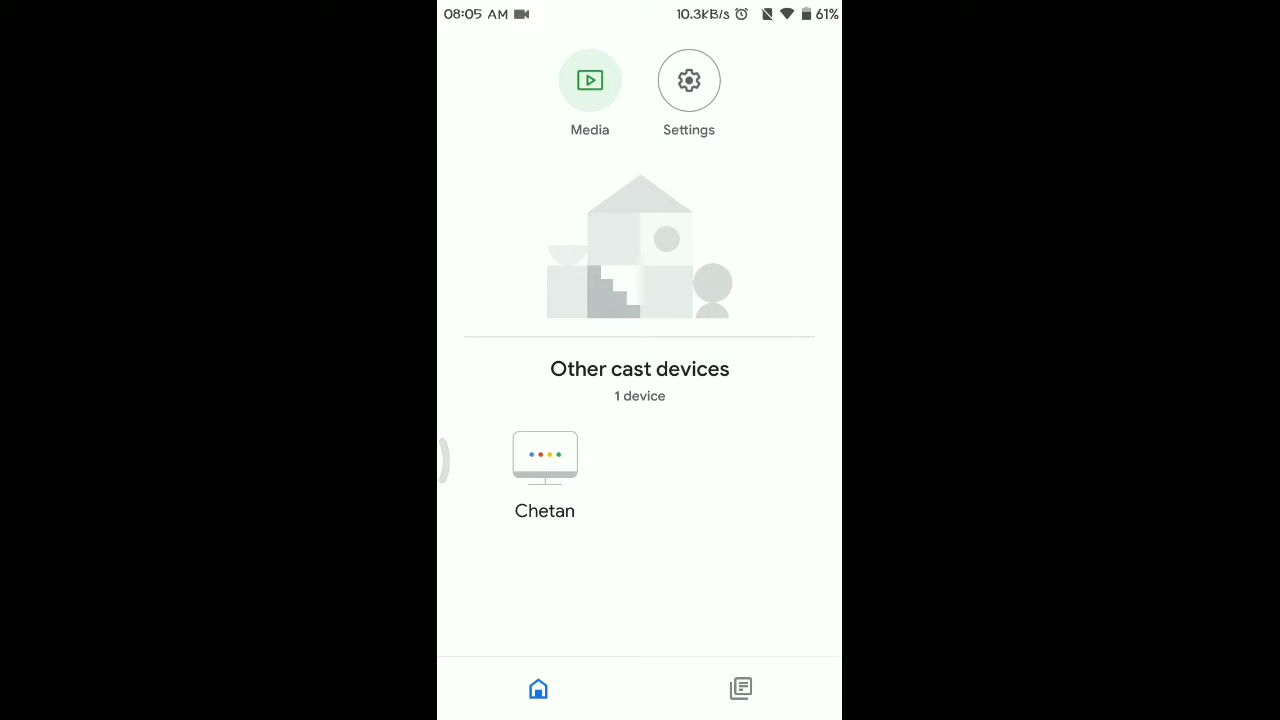 08:05 AM 10.3KB/s 61%
Media Settings
Other cast devices
1 device
Chetan